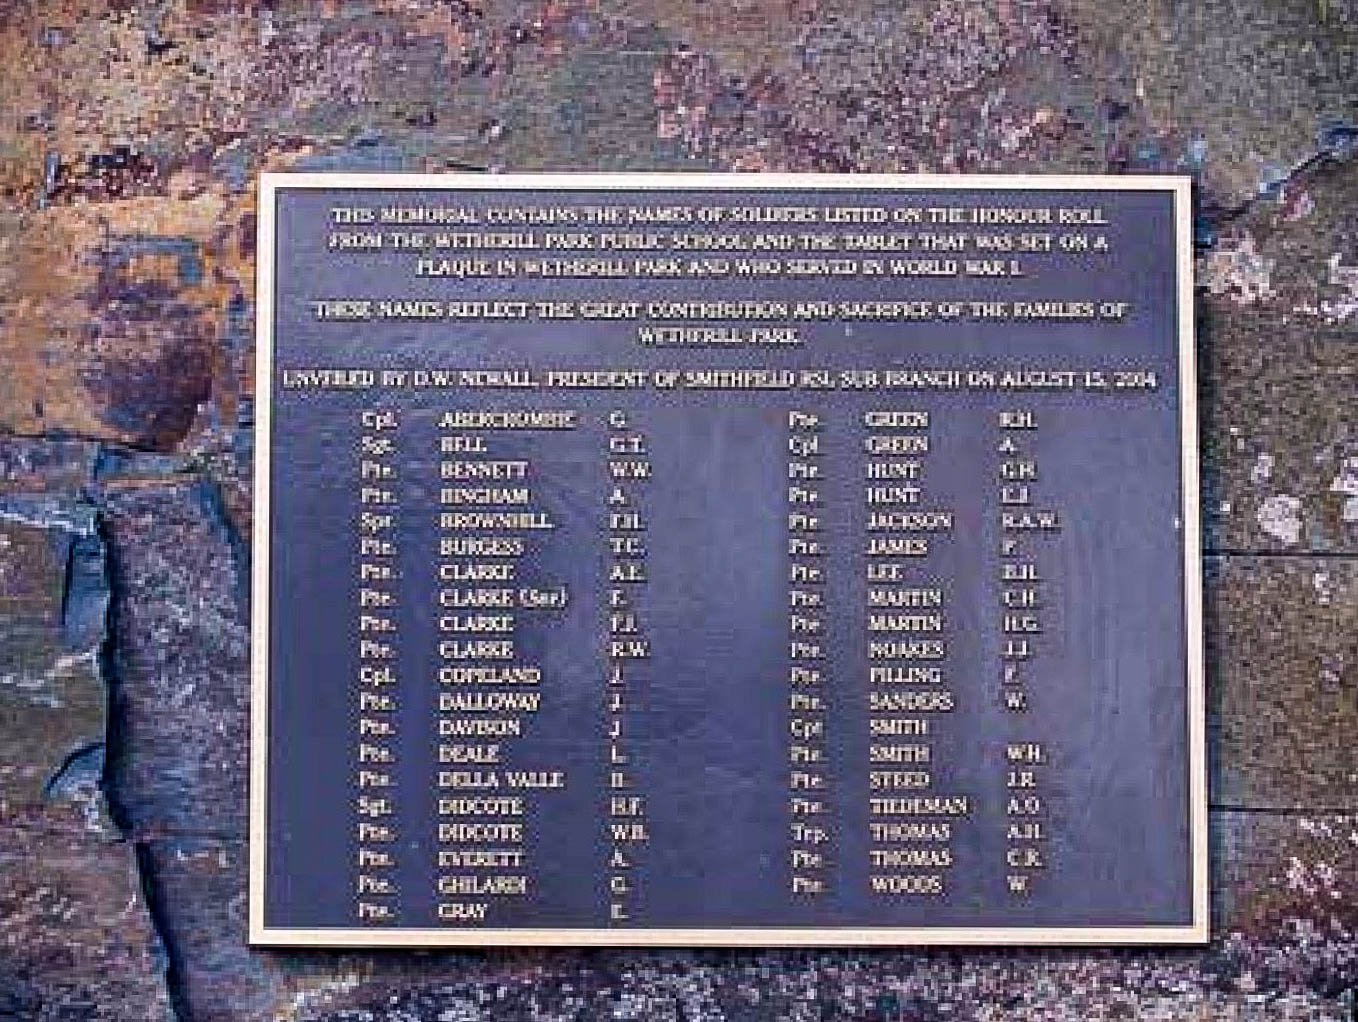 THIS MEMORIAL CONTAINS THE NAMES OF SOLDIERS LISTED ON THE HONOUR ROLL
FROM THE WETHERILL PARK PUBLIC SCHOOL AND THE TABLET THAT WAS SET ON A
PLAQUE IN WETHERILL PARK AND WHO SERVED IN WORLD WAR I.
THESE NAMES REFLECT THE GREAT CONTRIBUTION AND SACRIFICE OF THE FAMILIES OF
WETHERILL PARK
UNVEILED BY D.W. NEWALL, PRESIDENT OF SMITHFIELD RSL SUB BRANCH ON AUGUST 15, 2004
Cpl. ABERCROMBIE G. Pte GREEN R.H.
Sgt. BELL G.T. Cpl GREEN A.
Pte. BENNETT W.W. Pte. HUNT G.H
Pte. BINGHAM A. Pte HUNT E.J.
Spr. BROWNHILL F.H. Pte JACKSON R.A.W.
Pte. BURGESS T.C. Pte. JAMES
Pte. CLARKE A.E. Pte LEE E.H.
Pte. CLARKE (Snr) Pte. MARTIN C.H.
Pte. CLARKE F.J. Pte MARTIN H.G.
Pte. CLARKE R.W. Pte. NOAKES J.J.
Cpl. COPELAND J. Pte. PILLING
Pte. DALLOWAY J. Pte. SANDERS W.
Pte. DAVISON J Cpl SMITH
Pte. DEALE L. Pte. SMITH W.H.
Pte. DELLA VALLE Pte STEED J.R.
Sgt. DIDCOTE H.F. Pte. TIEDEMAN A.O.
Pte. DIDCOTE W.B. Trp. THOMAS A.H.
Pte. EVERETT A. Pte THOMAS C.R.
Pte. GHILARDI G. Pte. WOODS W
Pte. GRAY E.